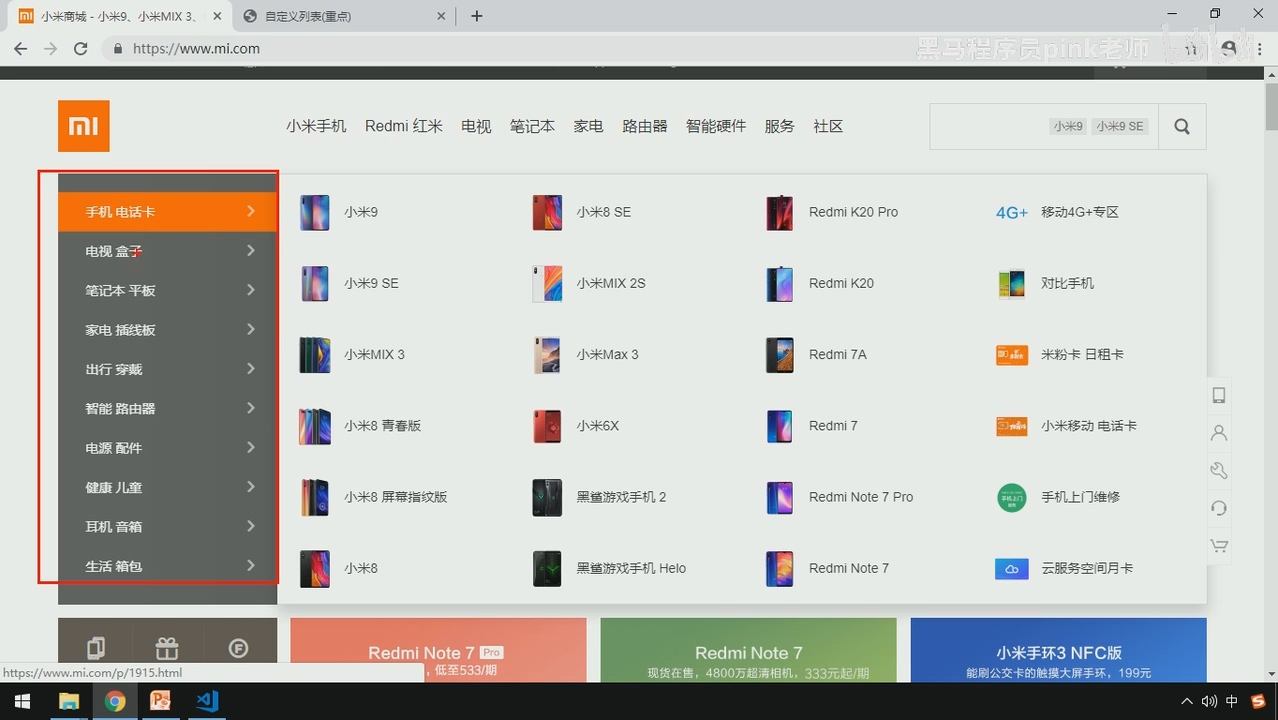 小米商城 - 小米9、小米MIX 3、
自定义列表(重点)
https://www.mi.com
黑马程序员pink老师
小米手机 Redmi 红米 电视 笔记本 家电 路由器 智能硬件 服务 社区
小米9 小米9 SE
手机 电话卡
电视 盒子
笔记本 平板
家电 插线板
出行 穿戴
智能 路由器
电源 配件
健康 儿童
耳机 音箱
生活 箱包
小米9 小米8 SE Redmi K20 Pro 4G+ 移动4G+专区
小米9 SE 小米MIX 2S Redmi K20 对比手机
小米MIX 3 小米Max 3 Redmi 7A 米粉卡 日租卡
小米8 青春版 小米6X Redmi 7 小米移动 电话卡
小米8 屏幕指纹版 黑鲨游戏手机 2 Redmi Note 7 Pro 手机上门维修
小米8 黑鲨游戏手机 Helo Redmi Note 7 云服务空间月卡
Redmi Note 7 Pro
，低至533/期
Redmi Note 7
现货在售，4800万超清相机，333元起/期
小米手环3 NFC版
能刷公交卡的触摸大屏手环，199元
https://www.mi.com/p/1915.html
中